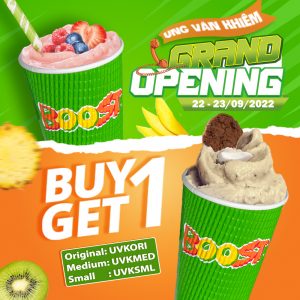 UNG VĂN KHIÊM
GRAND
OPENING
22 - 23/09/2022
BOOST
BUY 1
GET 1
Original: UVKORI
Medium: UVKMED
Small : UVKSML
BOOST